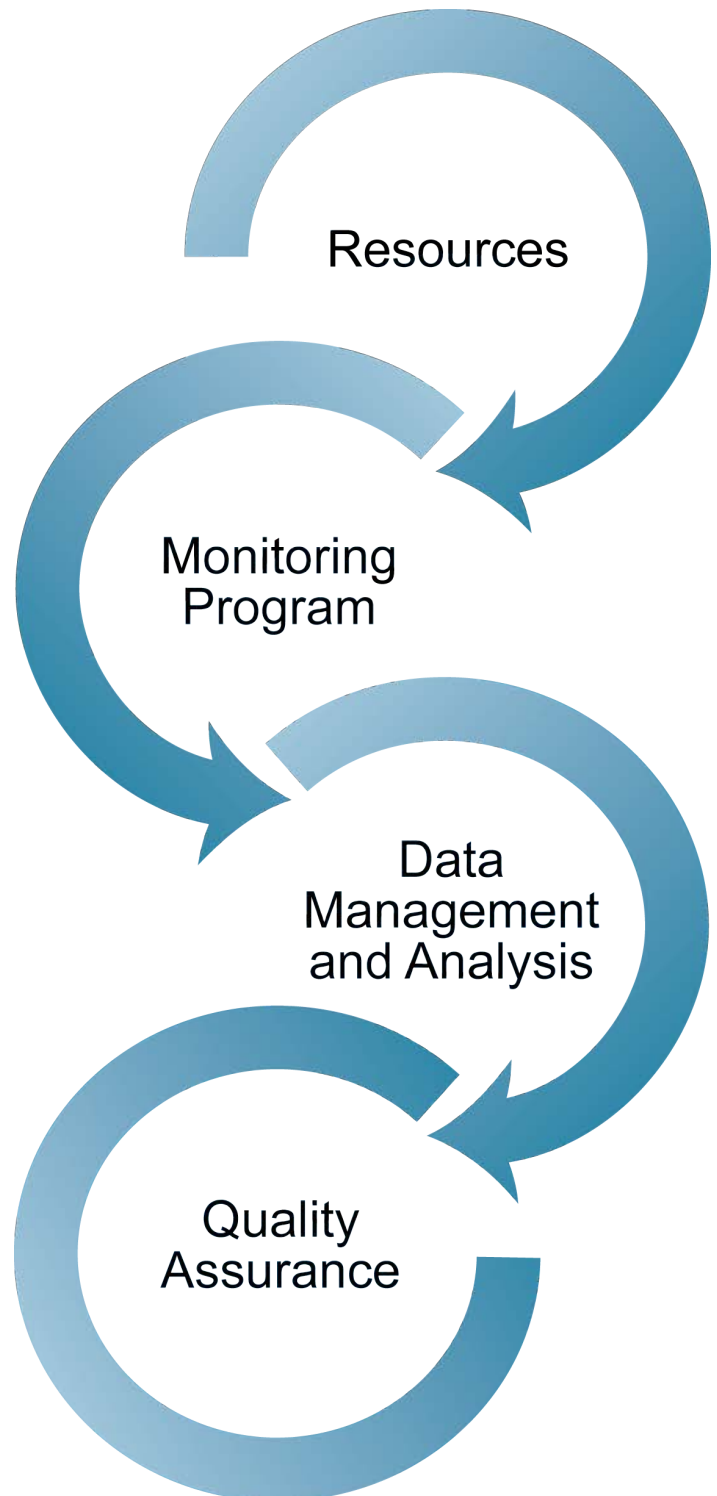 Resources
Monitoring
Program
Data
Management
and Analysis
Quality
Assurance